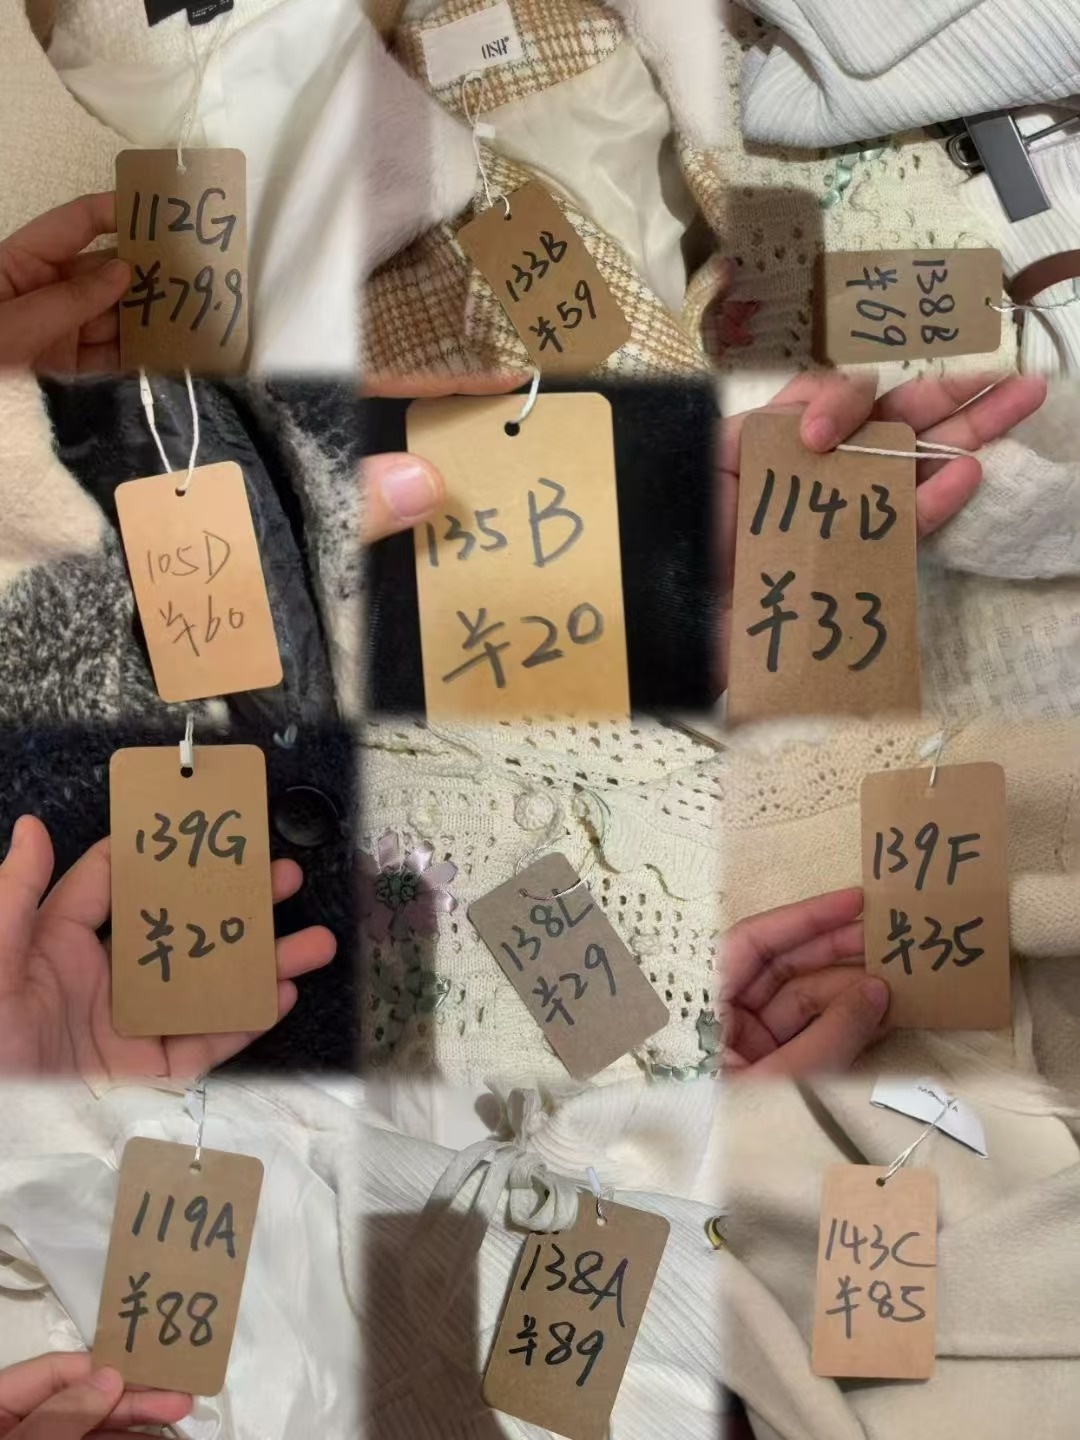 112G
¥79.9
133B
¥59
138B
¥69
105D
¥60
135B
¥20
114B
¥33
139G
¥20
138L
¥29
139F
¥35
119A
¥88
138A
¥89
143C
¥85